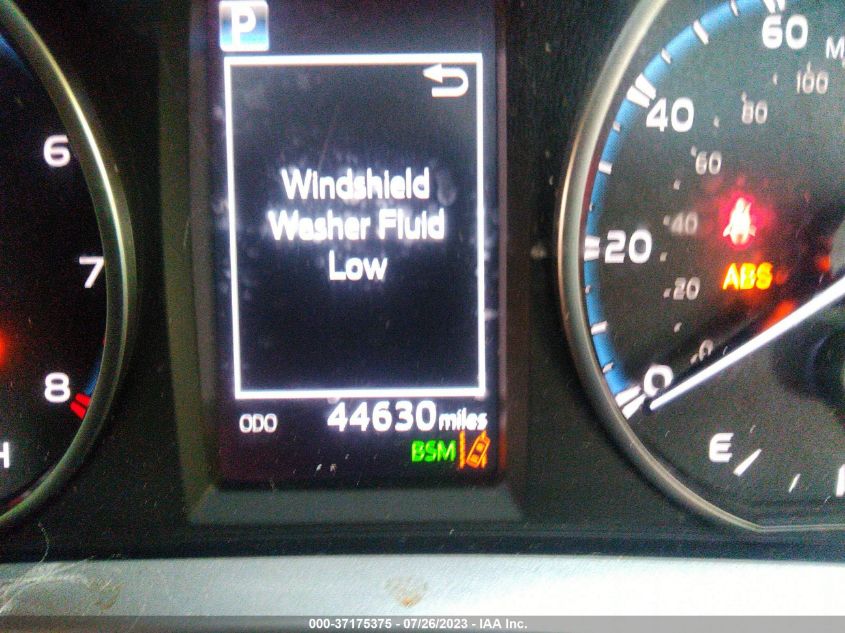 P
Windshield
Washer Fluid
Low
ODO 44630 miles
BSM
6
7
8
H
60
40
20
0
100
80
60
40
20
0
M
ABS
E
000-37175375 - 07/26/2023 - IAA Inc.